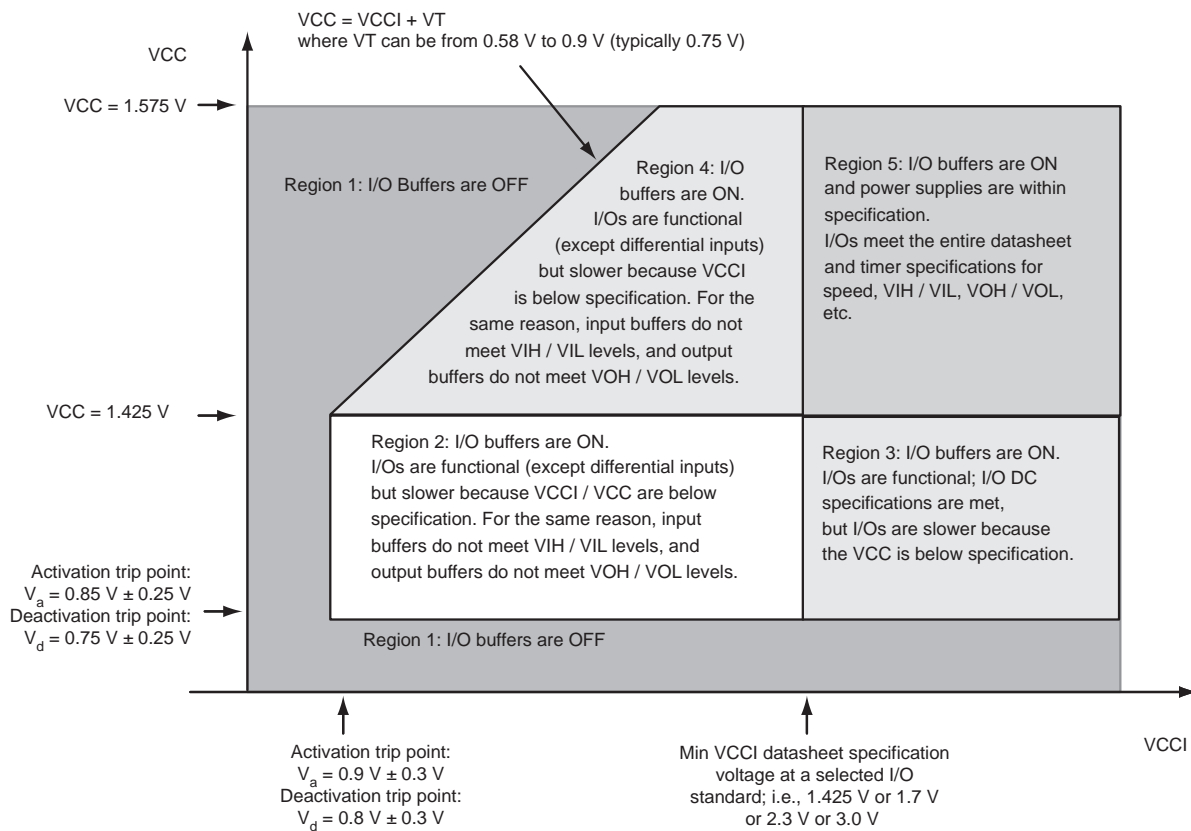 VCC = VCCI + VT
where VT can be from 0.58 V to 0.9 V (typically 0.75 V)
VCC
VCC = 1.575 V
Region 1: I/O Buffers are OFF
Region 4: I/O
buffers are ON.
I/Os are functional
(except differential inputs)
but slower because VCCI
is below specification. For the
same reason, input buffers do not
meet VIH / VIL levels, and output
buffers do not meet VOH / VOL levels.
Region 5: I/O buffers are ON
and power supplies are within
specification.
I/Os meet the entire datasheet
and timer specifications for
speed, VIH / VIL, VOH / VOL,
etc.
VCC = 1.425 V
Region 2: I/O buffers are ON.
I/Os are functional (except differential inputs)
but slower because VCCI / VCC are below
specification. For the same reason, input
buffers do not meet VIH / VIL levels, and
output buffers do not meet VOH / VOL levels.
Region 3: I/O buffers are ON.
I/Os are functional; I/O DC
specifications are met,
but I/Os are slower because
the VCC is below specification.
Activation trip point:
Va = 0.85 V ± 0.25 V
Deactivation trip point:
Vd = 0.75 V ± 0.25 V
Region 1: I/O buffers are OFF
Activation trip point:
Va = 0.9 V ± 0.3 V
Deactivation trip point:
Vd = 0.8 V ± 0.3 V
Min VCCI datasheet specification
voltage at a selected I/O
standard; i.e., 1.425 V or 1.7 V
or 2.3 V or 3.0 V
VCCI